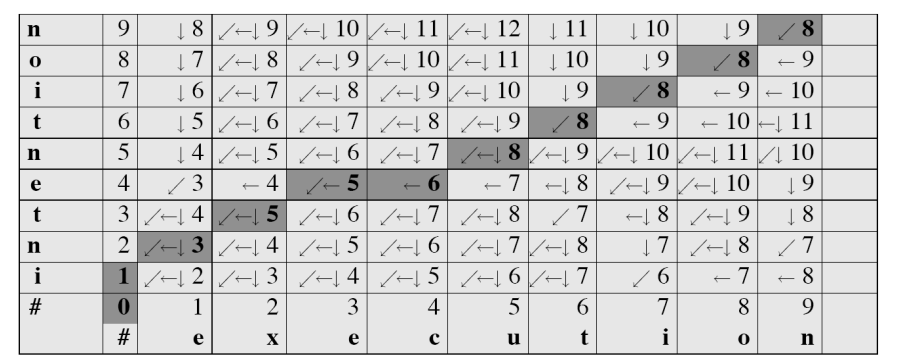 n 9 ↓ 8 ↙←↓ 9 ↙←↓ 10 ↙←↓ 11 ↙←↓ 12 ↓ 11 ↓ 10 ↓ 9 ↙ 8
o 8 ↓ 7 ↙←↓ 8 ↙←↓ 9 ↙←↓ 10 ↙←↓ 11 ↓ 10 ↓ 9 ↙ 8 ← 9
i 7 ↓ 6 ↙←↓ 7 ↙←↓ 8 ↙←↓ 9 ↙←↓ 10 ↓ 9 ↙ 8 ← 9 ← 10
t 6 ↓ 5 ↙←↓ 6 ↙←↓ 7 ↙←↓ 8 ↙←↓ 9 ↙ 8 ← 9 ← 10 ←↓ 11
n 5 ↓ 4 ↙←↓ 5 ↙←↓ 6 ↙←↓ 7 ↙←↓ 8 ↙←↓ 9 ↙←↓ 10 ↙←↓ 11 ↙↓ 10
e 4 ↙ 3 ← 4 ↙← 5 ← 6 ← 7 ←↓ 8 ↙←↓ 9 ↙←↓ 10 ↓ 9
t 3 ↙←↓ 4 ↙←↓ 5 ↙←↓ 6 ↙←↓ 7 ↙←↓ 8 ↙ 7 ←↓ 8 ↙←↓ 9 ↓ 8
n 2 ↙←↓ 3 ↙←↓ 4 ↙←↓ 5 ↙←↓ 6 ↙←↓ 7 ↙←↓ 8 ↓ 7 ↙←↓ 8 ↙ 7
i 1 ↙←↓ 2 ↙←↓ 3 ↙←↓ 4 ↙←↓ 5 ↙←↓ 6 ↙←↓ 7 ↙ 6 ← 7 ← 8
# 0 1 2 3 4 5 6 7 8 9
# e x e c u t i o n